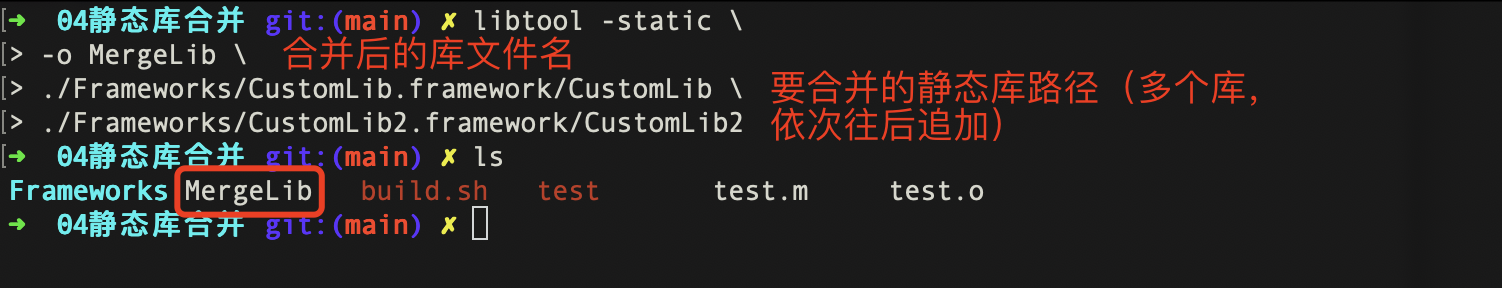 [➜ 04静态库合并 git:(main) ✗ libtool -static \
[> -o MergeLib \ 合并后的库文件名
[> ./Frameworks/CustomLib.framework/CustomLib \ 要合并的静态库路径（多个库，
[> ./Frameworks/CustomLib2.framework/CustomLib2 依次往后追加）
[➜ 04静态库合并 git:(main) ✗ ls
Frameworks MergeLib build.sh test test.m test.o
➜ 04静态库合并 git:(main) ✗